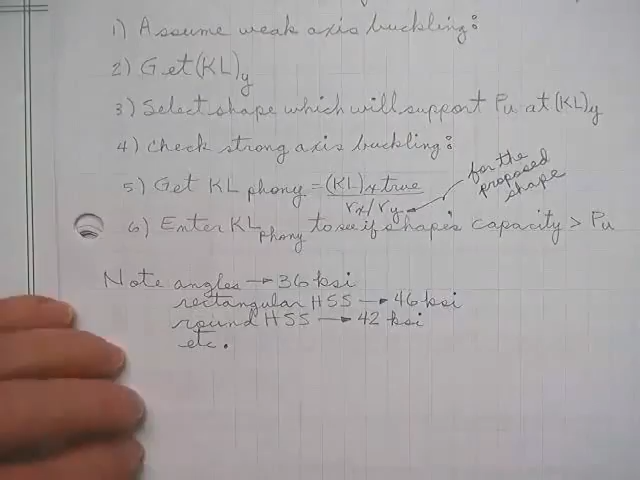 1) Assume weak axis buckling:
2) Get (KL)y
3) Select shape which will support Pu at (KL)y
4) Check strong axis buckling:
5) Get KL phony = (KL)x true / rx/ry
for the proposed shape
6) Enter KL phony to see if shape's capacity > Pu
Note angles → 36 ksi
rectangular HSS → 46 ksi
round HSS → 42 ksi
etc.